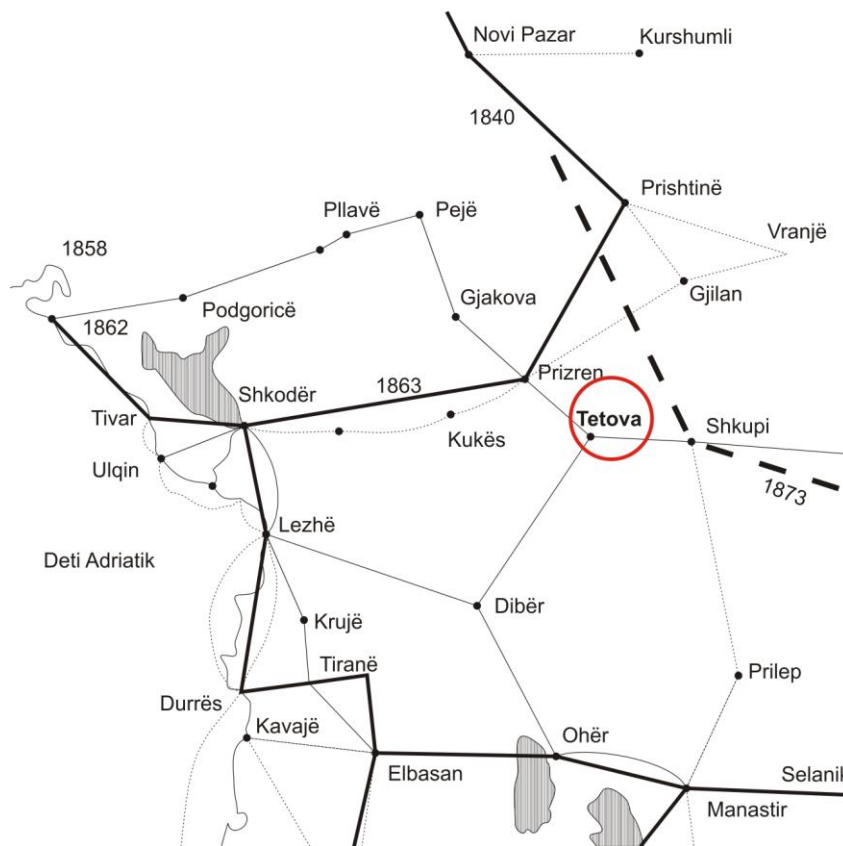 Novi Pazar
Kurshumli
1840
Prishtinë
Pejë
Pllavë
Vranjë
1858
Gjilan
Gjakova
Podgoricë
1862
Prizren
1863
Shkodër
Tetova
Tivar
Shkupi
Kukës
Ulqin
1873
Lezhë
Deti Adriatik
Dibër
Krujë
Tiranë
Prilep
Durrës
Kavajë
Ohër
Elbasan
Selanik
Manastir